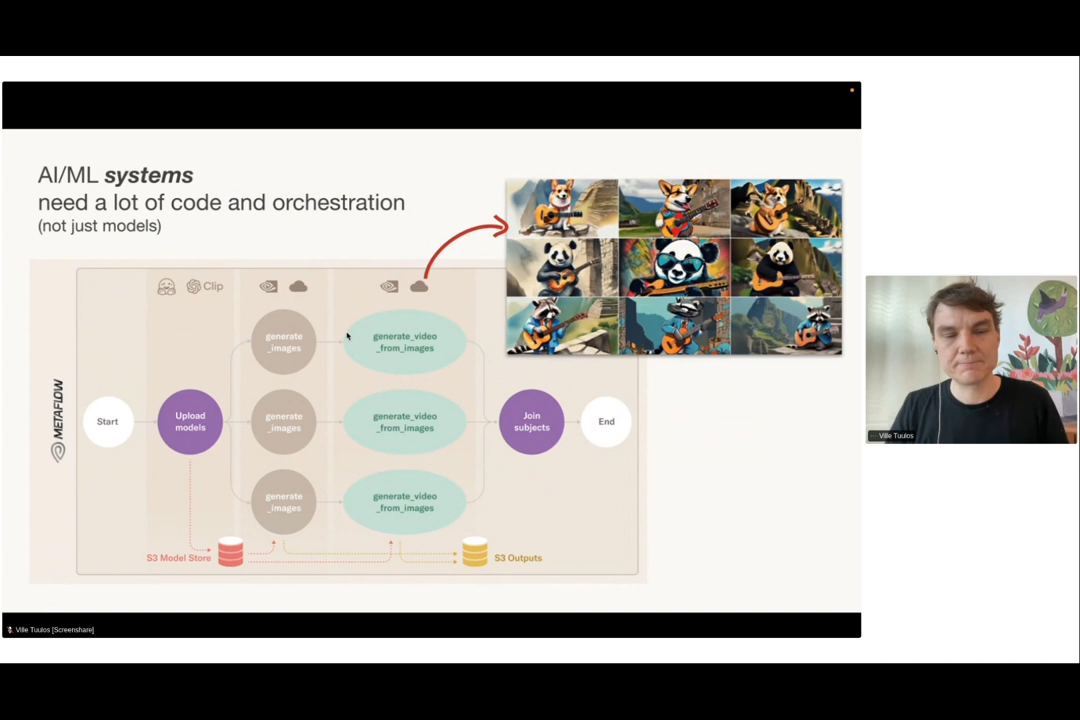 AI/ML systems
need a lot of code and orchestration
(not just models)
Clip
METAFLOW
Start
Upload
models
generate
_images
generate_video
_from_images
generate
_images
generate_video
_from_images
generate
_images
generate_video
_from_images
Join
subjects
End
S3 Model Store
S3 Outputs
Ville Tuulos
Ville Tuulos [Screenshare]